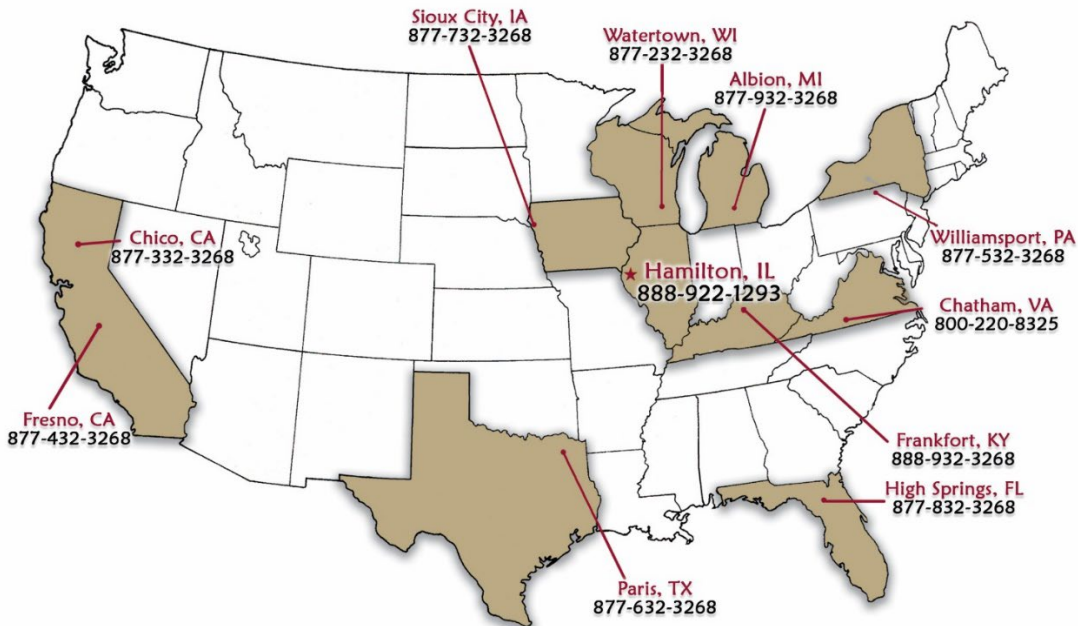 Sioux City, IA
877-732-3268
Watertown, WI
877-232-3268
Albion, MI
877-932-3268
Chico, CA
877-332-3268
Williamsport, PA
877-532-3268
Hamilton, IL
888-922-1293
Chatham, VA
800-220-8325
Fresno, CA
877-432-3268
Frankfort, KY
888-932-3268
High Springs, FL
877-832-3268
Paris, TX
877-632-3268